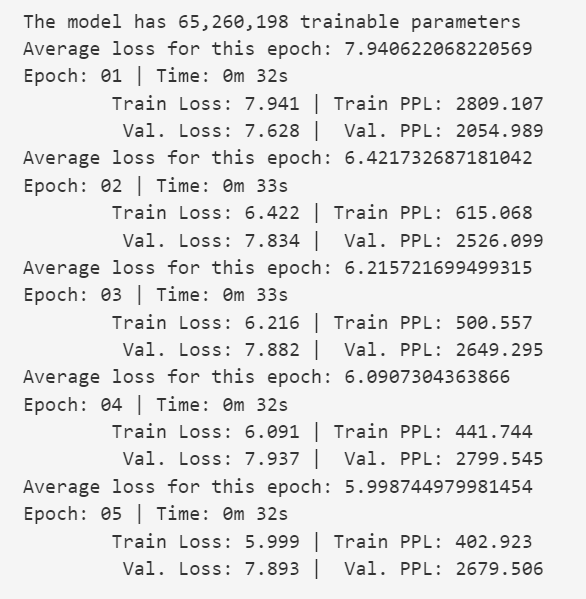 The model has 65,260,198 trainable parameters
Average loss for this epoch: 7.940622068220569
Epoch: 01 | Time: 0m 32s
Train Loss: 7.941 | Train PPL: 2809.107
Val. Loss: 7.628 | Val. PPL: 2054.989
Average loss for this epoch: 6.421732687181042
Epoch: 02 | Time: 0m 33s
Train Loss: 6.422 | Train PPL: 615.068
Val. Loss: 7.834 | Val. PPL: 2526.099
Average loss for this epoch: 6.215721699499315
Epoch: 03 | Time: 0m 33s
Train Loss: 6.216 | Train PPL: 500.557
Val. Loss: 7.882 | Val. PPL: 2649.295
Average loss for this epoch: 6.0907304363866
Epoch: 04 | Time: 0m 32s
Train Loss: 6.091 | Train PPL: 441.744
Val. Loss: 7.937 | Val. PPL: 2799.545
Average loss for this epoch: 5.998744979981454
Epoch: 05 | Time: 0m 32s
Train Loss: 5.999 | Train PPL: 402.923
Val. Loss: 7.893 | Val. PPL: 2679.506